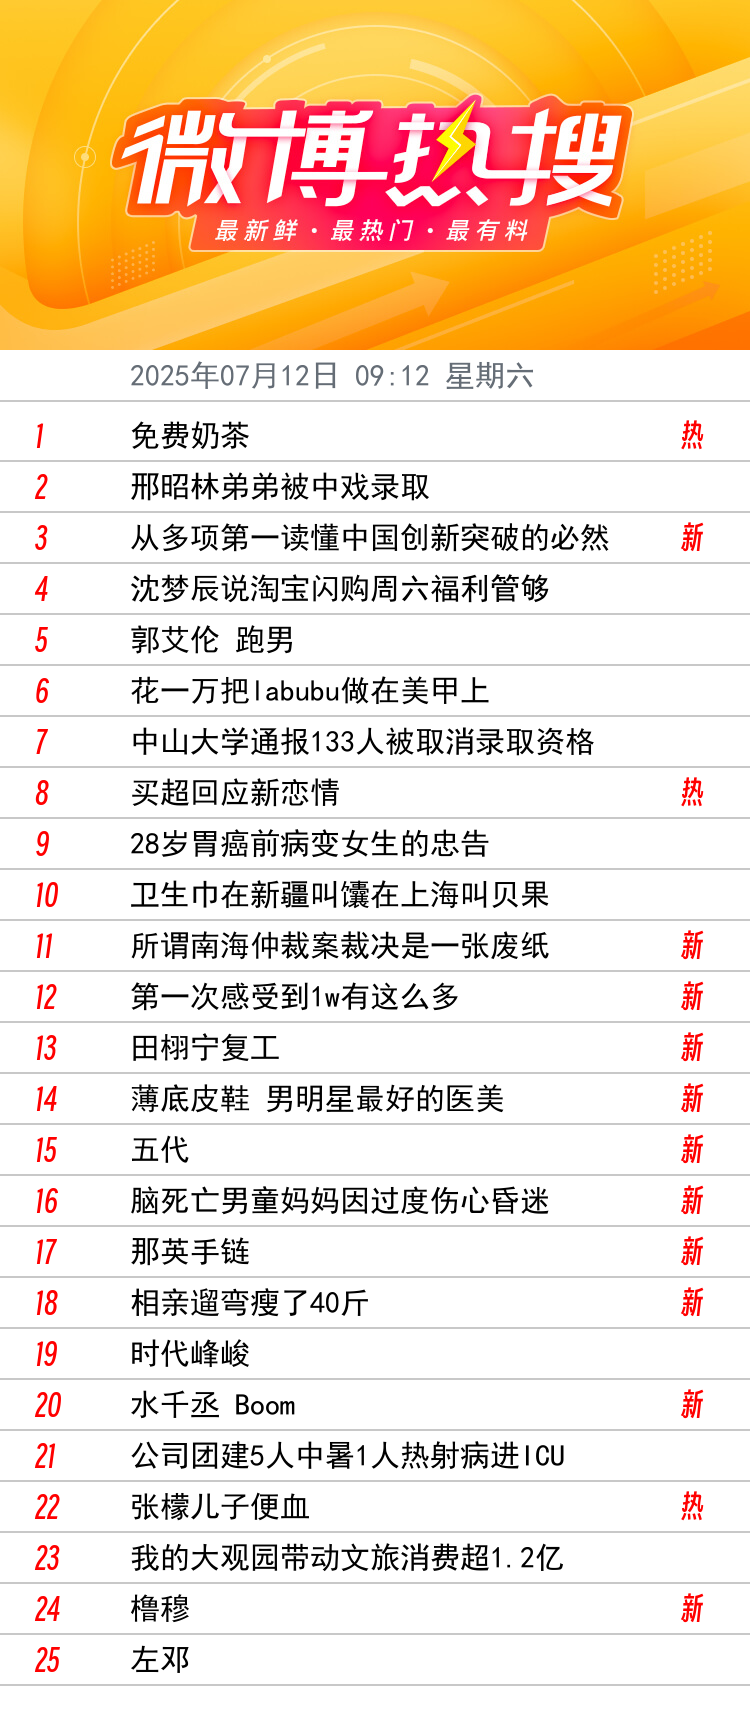 微博热搜
最新鲜·最热门·最有料
2025年07月12日 09:12 星期六
1 免费奶茶 热
2 邢昭林弟弟被中戏录取
3 从多项第一读懂中国创新突破的必然 新
4 沈梦辰说淘宝闪购周六福利管够
5 郭艾伦 跑男
6 花一万把labubu做在美甲上
7 中山大学通报133人被取消录取资格
8 买超回应新恋情 热
9 28岁胃癌前病变女生的忠告
10 卫生巾在新疆叫馕在上海叫贝果
11 所谓南海仲裁案裁决是一张废纸 新
12 第一次感受到1w有这么多 新
13 田栩宁复工 新
14 薄底皮鞋 男明星最好的医美 新
15 五代 新
16 脑死亡男童妈妈因过度伤心昏迷 新
17 那英手链 新
18 相亲遛弯瘦了40斤 新
19 时代峰峻
20 水千丞 Boom 新
21 公司团建5人中暑1人热射病进ICU
22 张檬儿子便血 热
23 我的大观园带动文旅消费超1.2亿
24 橹穆 新
25 左邓